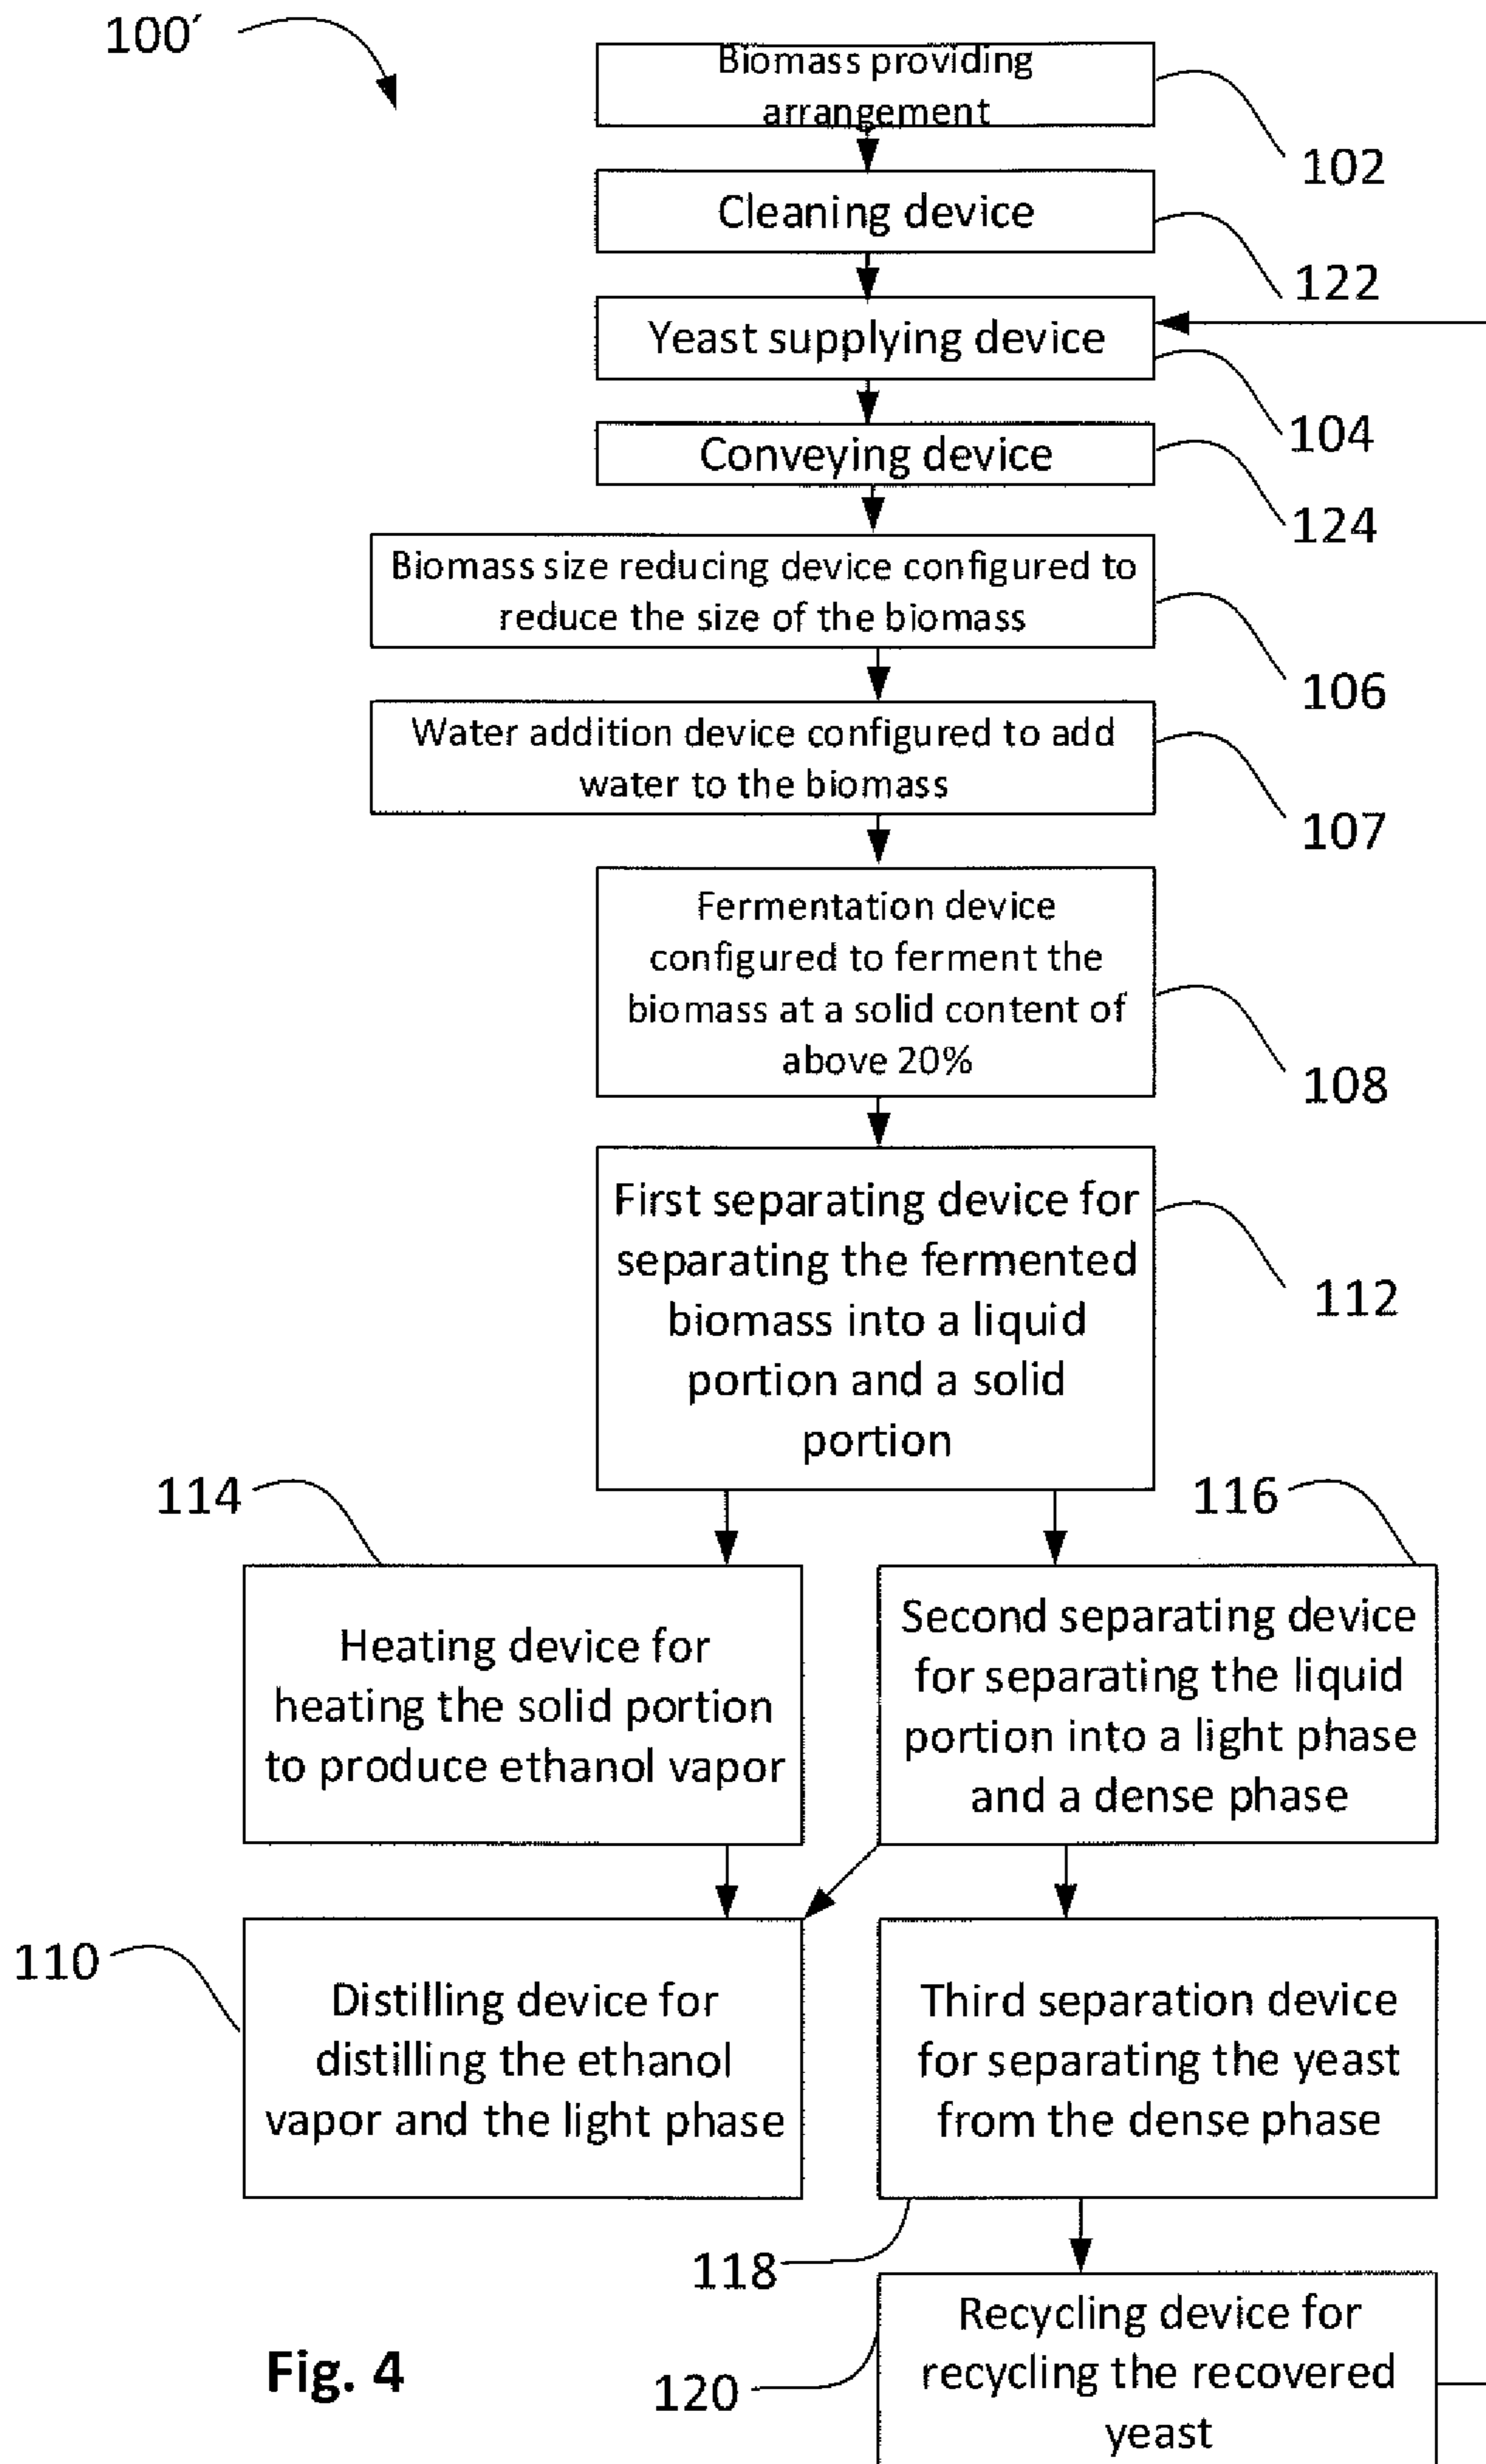 100′
Biomass providing
arrangement
102
Cleaning device
122
Yeast supplying device
104
Conveying device
124
Biomass size reducing device configured to
reduce the size of the biomass
106
Water addition device configured to add
water to the biomass
107
Fermentation device
configured to ferment the
biomass at a solid content of
above 20%
108
First separating device for
separating the fermented
biomass into a liquid
portion and a solid
portion
112
114
Heating device for
heating the solid portion
to produce ethanol vapor
116
Second separating device
for separating the liquid
portion into a light phase
and a dense phase
110
Distilling device for
distilling the ethanol
vapor and the light phase
Third separation device
for separating the yeast
from the dense phase
118
Recycling device for
recycling the recovered
yeast
120
Fig. 4